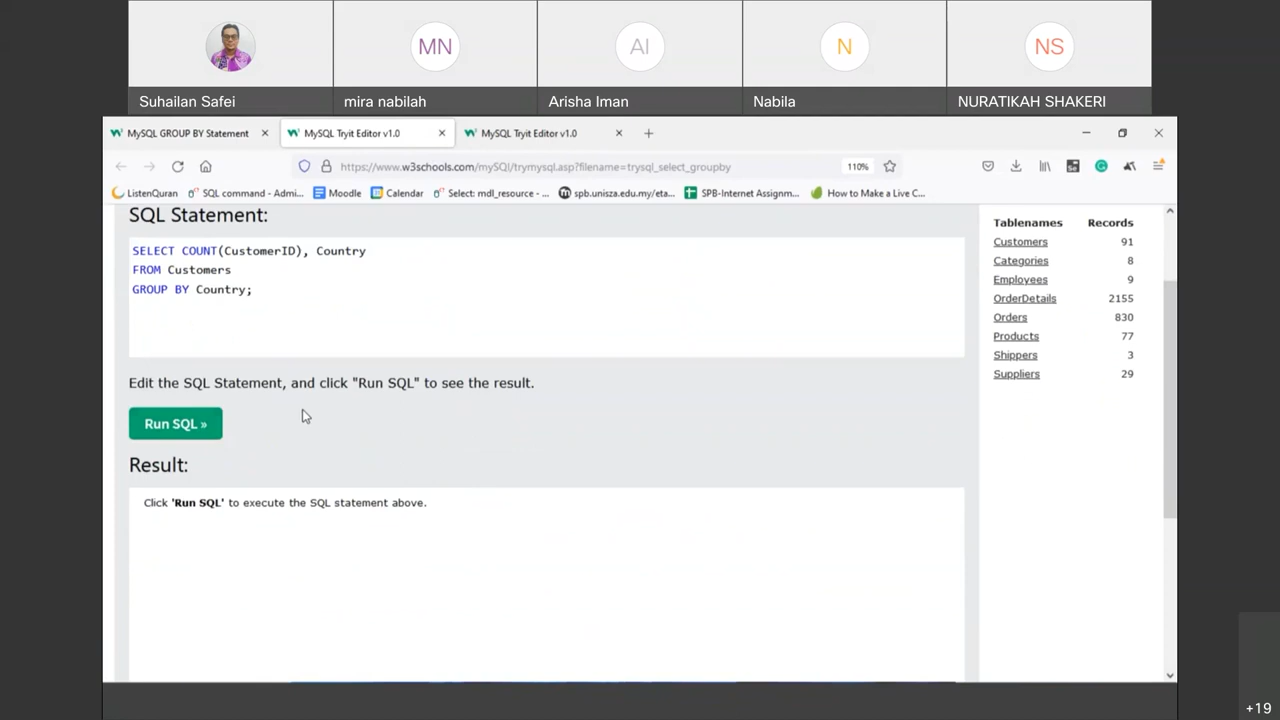 MN
AI
N
NS
Suhailan Safei
mira nabilah
Arisha Iman
Nabila
NURATIKAH SHAKERI
MySQL GROUP BY Statement
MySQL Tryit Editor v1.0
MySQL Tryit Editor v1.0
https://www.w3schools.com/mySQl/trymysql.asp?filename=trysql_select_groupby
110%
ListenQuran
SQL command - Admi...
Moodle
Calendar
Select: mdl_resource - ...
spb.unisza.edu.my/eta...
SPB-Internet Assignm...
How to Make a Live C...
SQL Statement:
SELECT COUNT(CustomerID), Country
FROM Customers
GROUP BY Country;
Edit the SQL Statement, and click "Run SQL" to see the result.
Run SQL »
Result:
Click 'Run SQL' to execute the SQL statement above.
Tablenames Records
Customers 91
Categories 8
Employees 9
OrderDetails 2155
Orders 830
Products 77
Shippers 3
Suppliers 29
+19